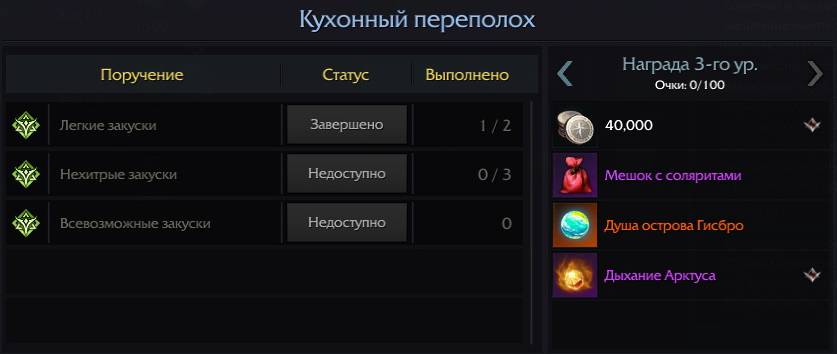 Кухонный переполох
Поручение Статус Выполнено
Легкие закуски Завершено 1 / 2
Нехитрые закуски Недоступно 0 / 3
Всевозможные закуски Недоступно 0
Награда 3-го ур.
Очки: 0/100
40,000
Мешок с соляритами
Душа острова Гисбро
Дыхание Арктуса